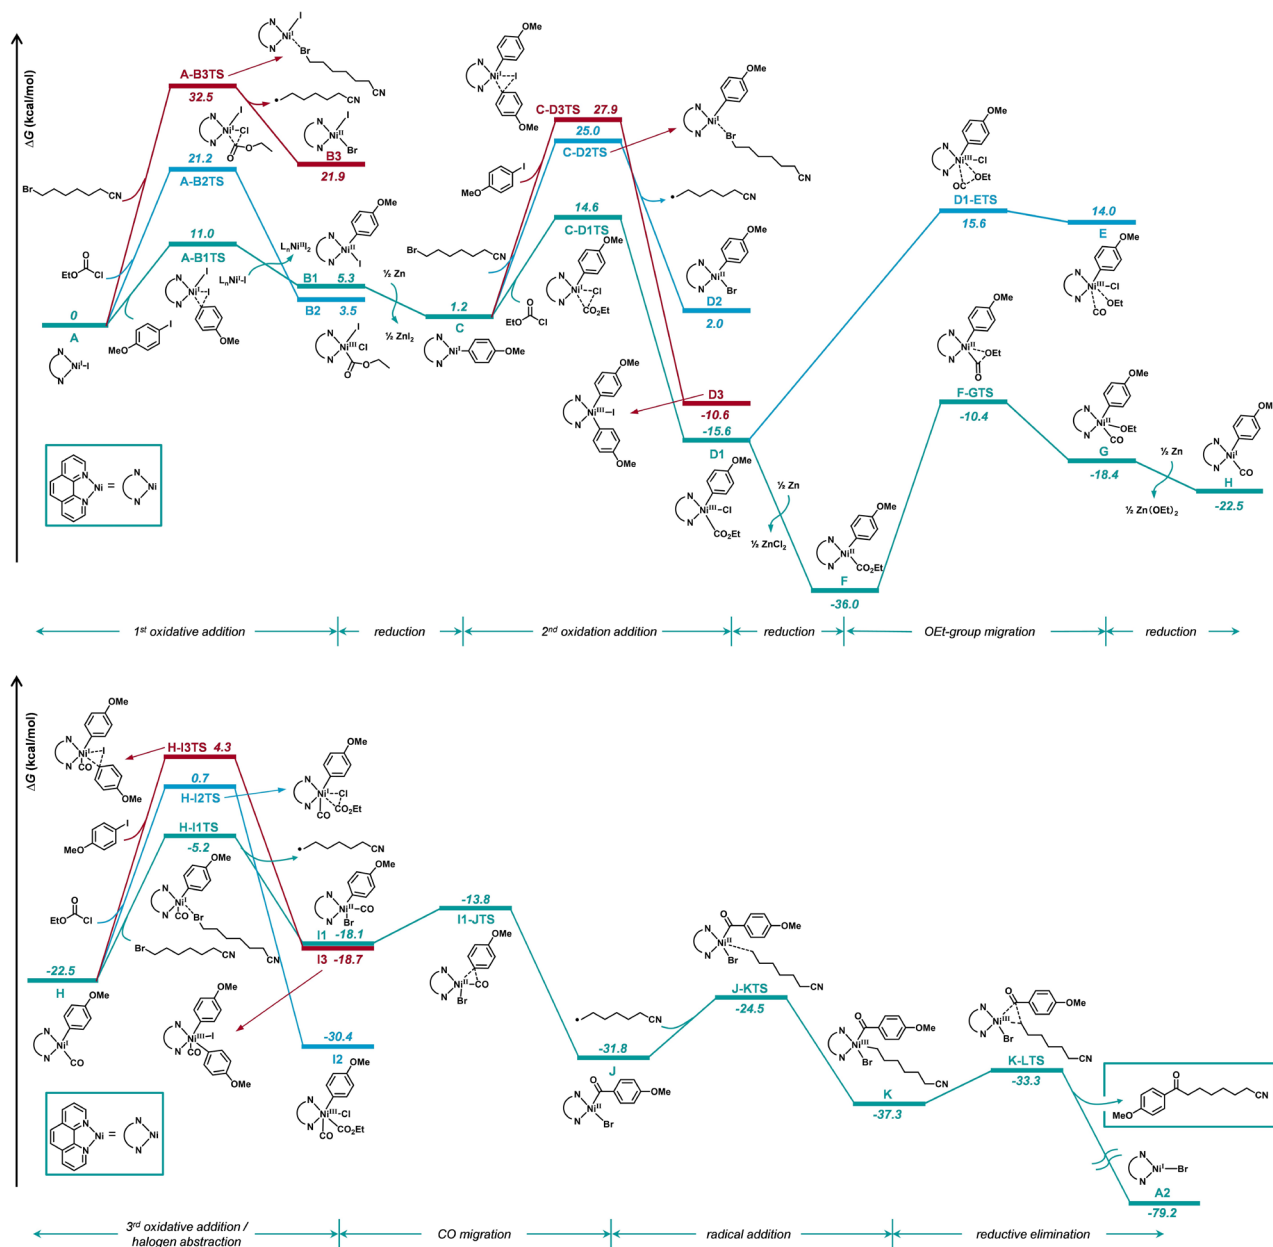 ΔG (kcal/mol)
A-B3TS
32.5
B3
21.9
21.2
A-B2TS
11.0
A-B1TS
0
A
B1 5.3
B2 3.5
LnNiI-I
LnNiIII2
½ Zn
½ ZnI2
1.2
C
C-D3TS 27.9
25.0
C-D2TS
14.6
C-D1TS
D2
2.0
D3
-10.6
-15.6
D1
½ Zn
½ ZnCl2
D1-ETS
15.6
14.0
E
F
-36.0
F-GTS
-10.4
G
-18.4
½ Zn
½ Zn(OEt)2
H
-22.5
1st oxidative addition
reduction
2nd oxidation addition
reduction
OEt-group migration
reduction
ΔG (kcal/mol)
H-I3TS 4.3
0.7
H-I2TS
H-I1TS
-5.2
-22.5
H
I1 -18.1
I3 -18.7
-30.4
I2
-13.8
I1-JTS
-31.8
J
J-KTS
-24.5
K
-37.3
K-LTS
-33.3
A2
-79.2
3rd oxidative addition /
halogen abstraction
CO migration
radical addition
reductive elimination